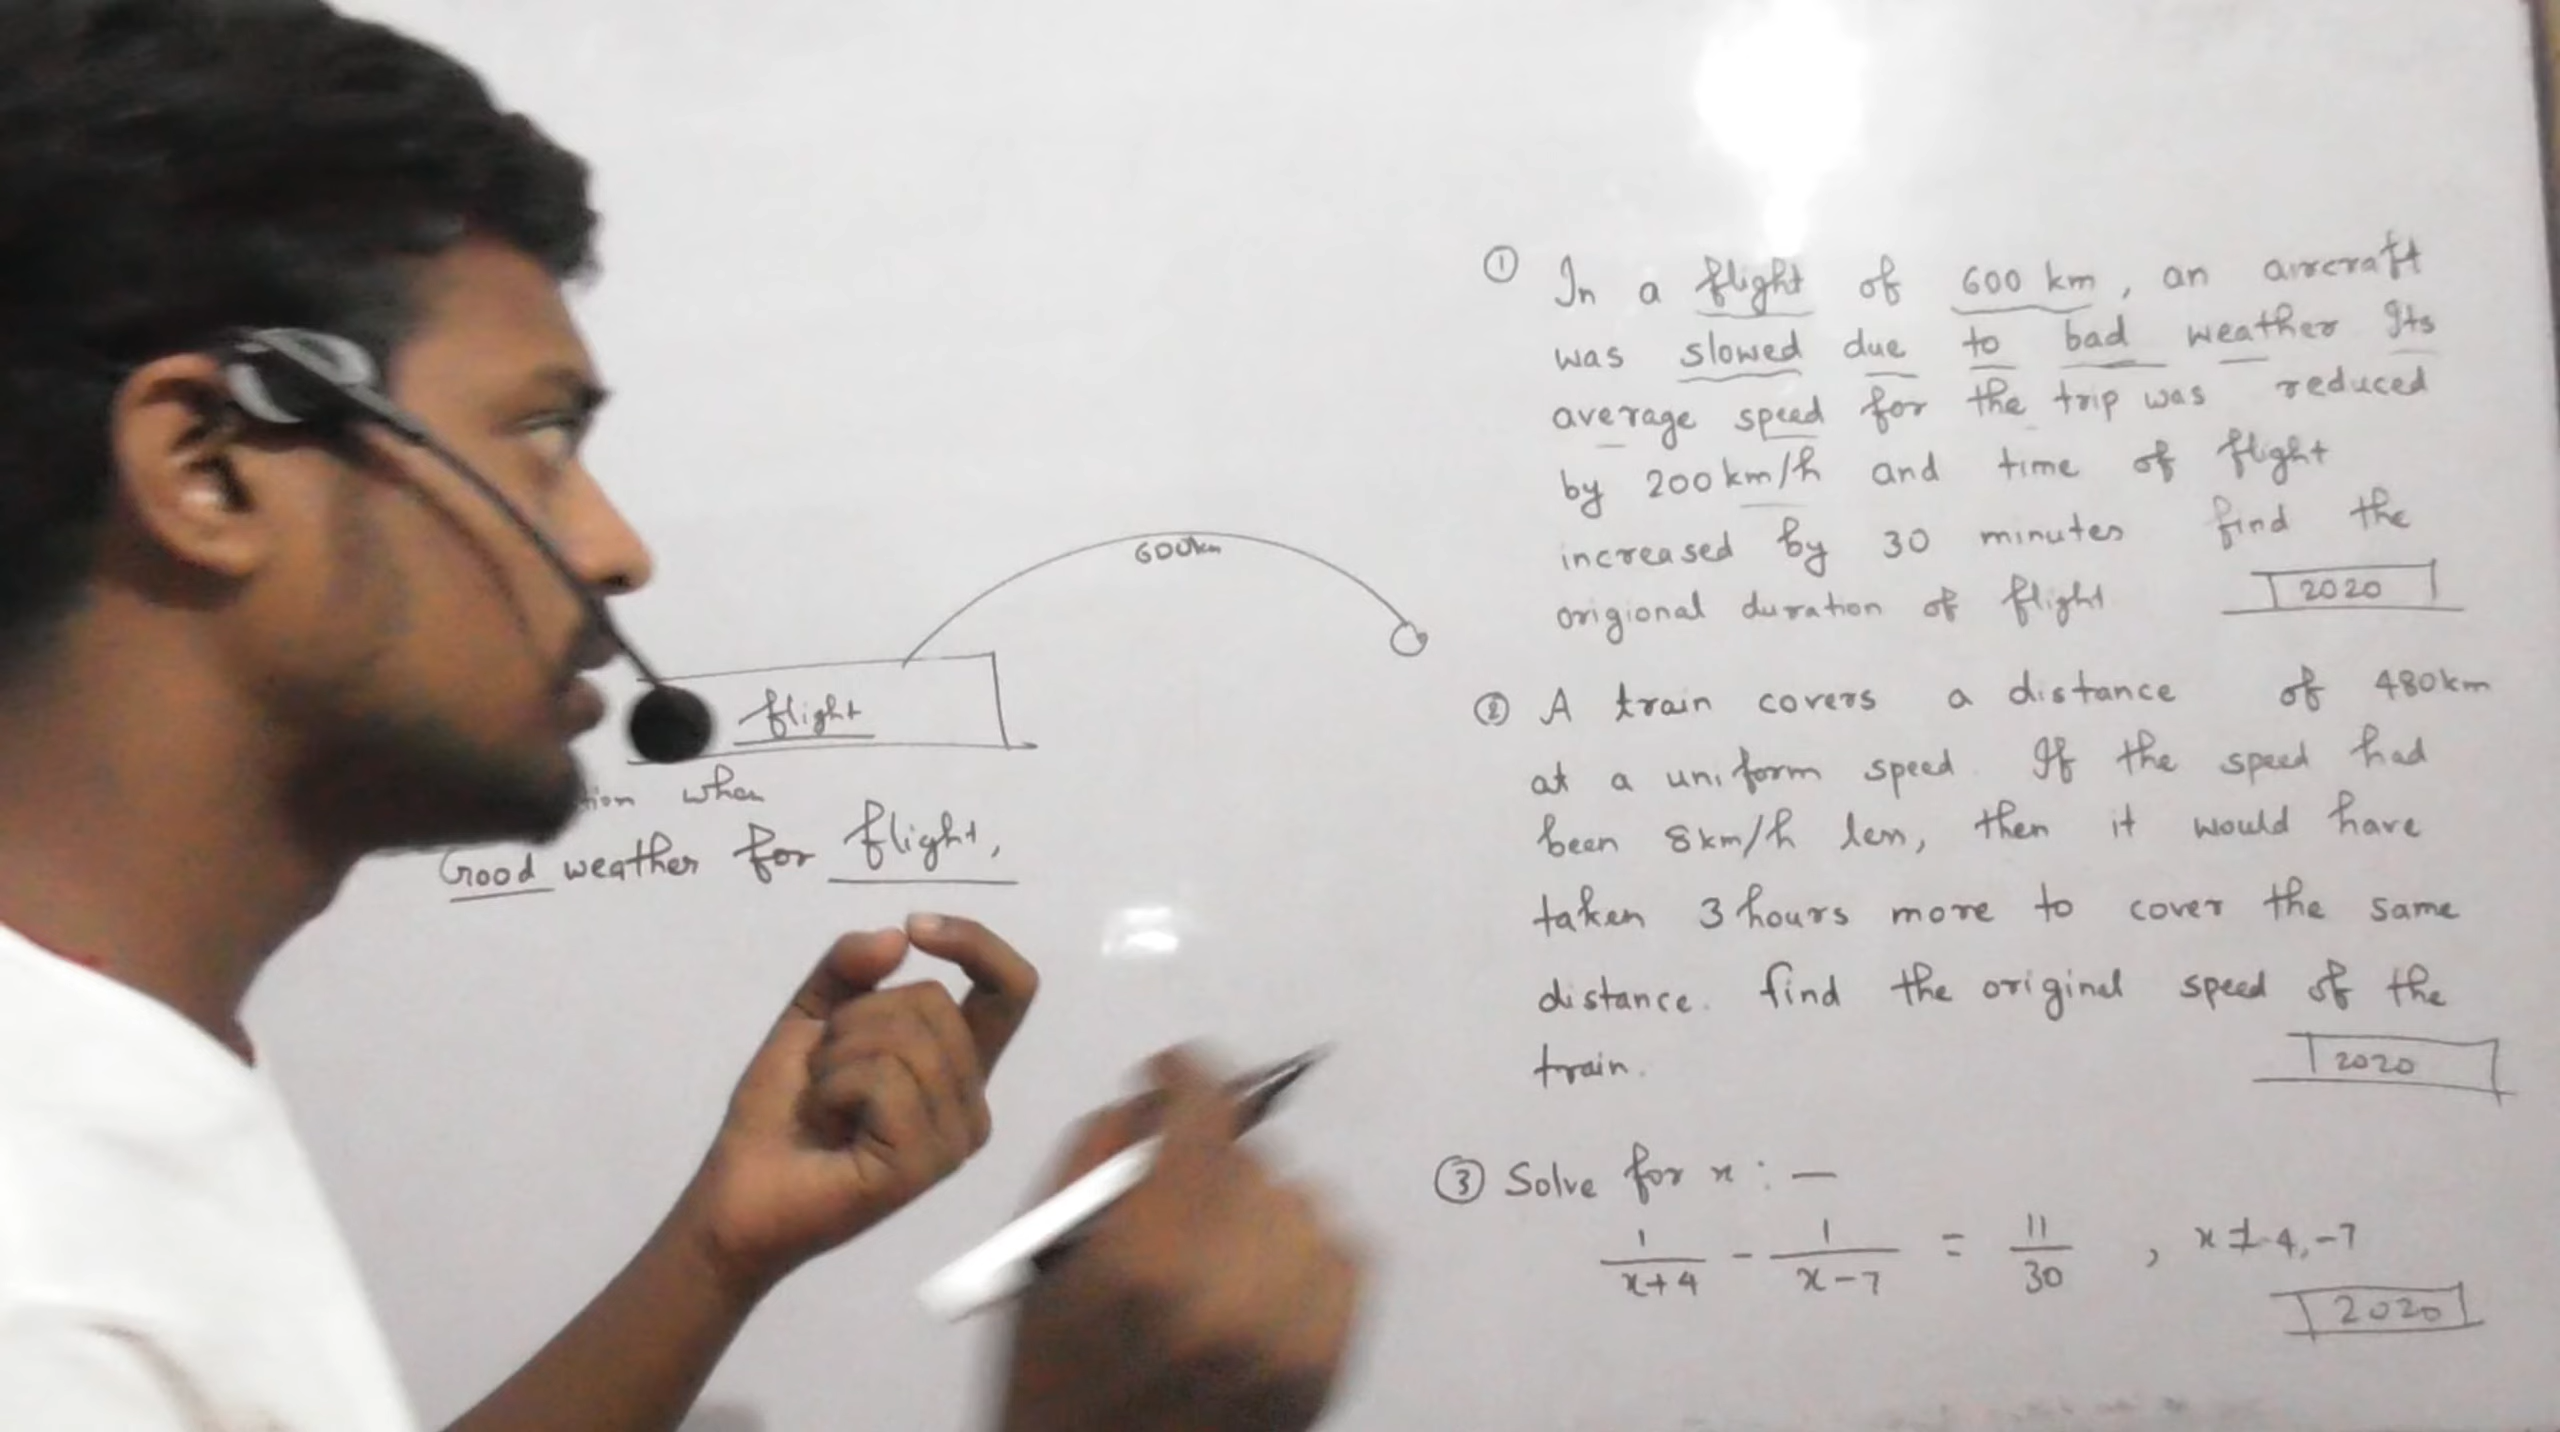 600km
flight
when
Good weather for flight,
① In a flight of 600 km, an aircraft
was slowed due to bad weather Its
average speed for the trip was reduced
by 200 km/h and time of flight
increased by 30 minutes find the
origional duration of flight 2020
② A train covers a distance of 480km
at a uniform speed. If the speed had
been 8km/h less, then it would have
taken 3 hours more to cover the same
distance. find the original speed of the
train. 2020
③ Solve for x : —
1/(x+4) - 1/(x-7) = 11/30 , x ≠ -4, -7
2020